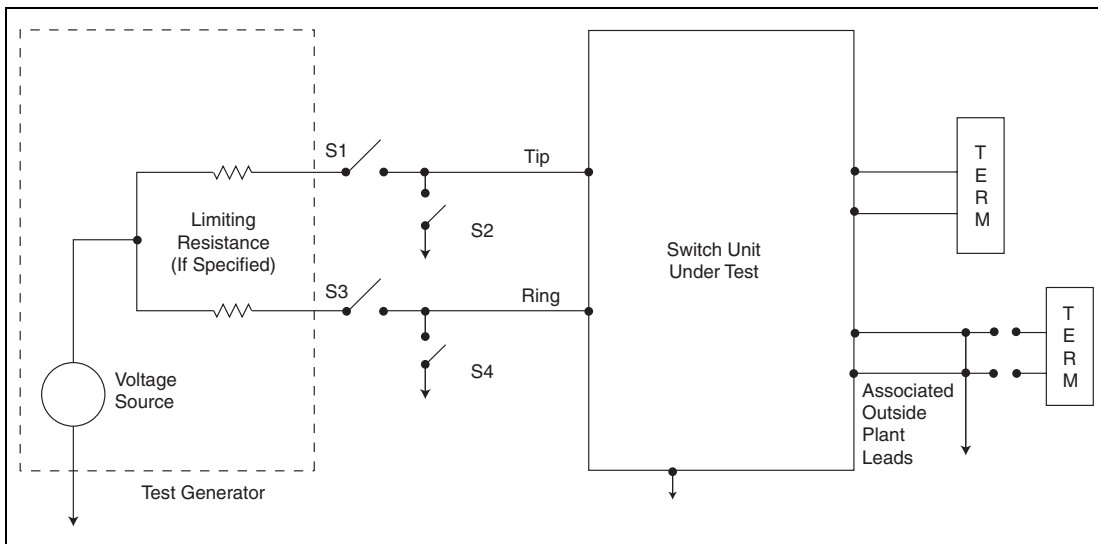 S1
Tip
S2
Limiting
Resistance
(If Specified)
S3
Ring
S4
Voltage
Source
Test Generator
Switch Unit
Under Test
T
E
R
M
T
E
R
M
Associated
Outside
Plant
Leads